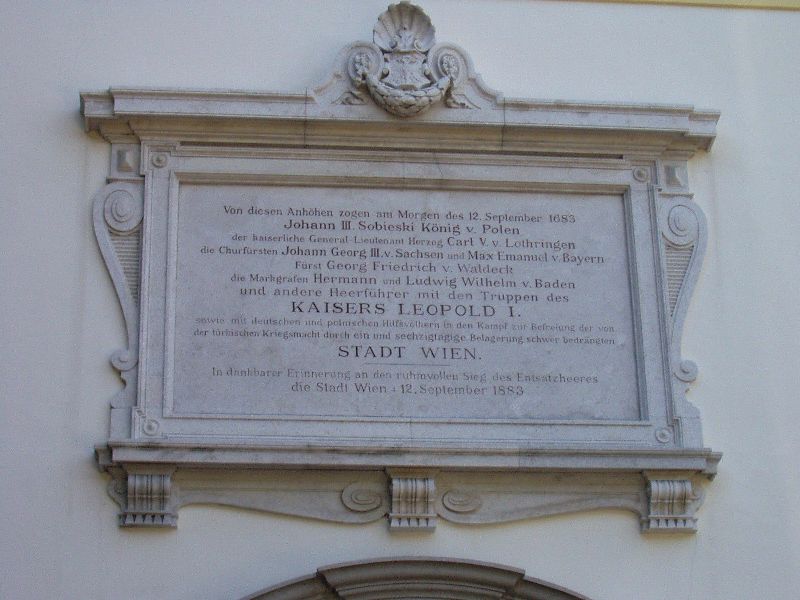 Von diesen Anhöhen zogen am Morgen des 12. September 1683
Johann III. Sobieski König v. Polen
der kaiserliche General-Lieutenant Herzog Carl V. v. Lothringen
die Churfürsten Johann Georg III. v. Sachsen und Max Emanuel v. Bayern
Fürst Georg Friedrich v. Waldeck
die Markgrafen Hermann und Ludwig Wilhelm v. Baden
und andere Heerführer mit den Truppen des
KAISERS LEOPOLD I.
sowie mit deutschen und polnischen Hilfsvölkern in den Kampf zur Befreiung der von
der türkischen Kriegsmacht durch ein und sechzigtägige Belagerung schwer bedrängten
STADT WIEN.
In dankbarer Erinnerung an den ruhmvollen Sieg des Entsatzheeres
die Stadt Wien 12. September 1883